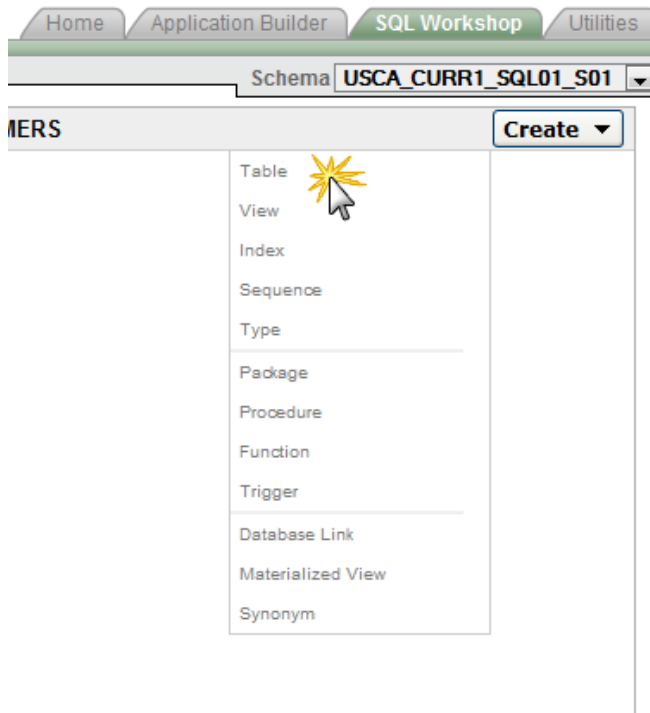 Home Application Builder SQL Workshop Utilities
Schema USCA_CURR1_SQL01_S01
MERS Create
Table
View
Index
Sequence
Type
Package
Procedure
Function
Trigger
Database Link
Materialized View
Synonym